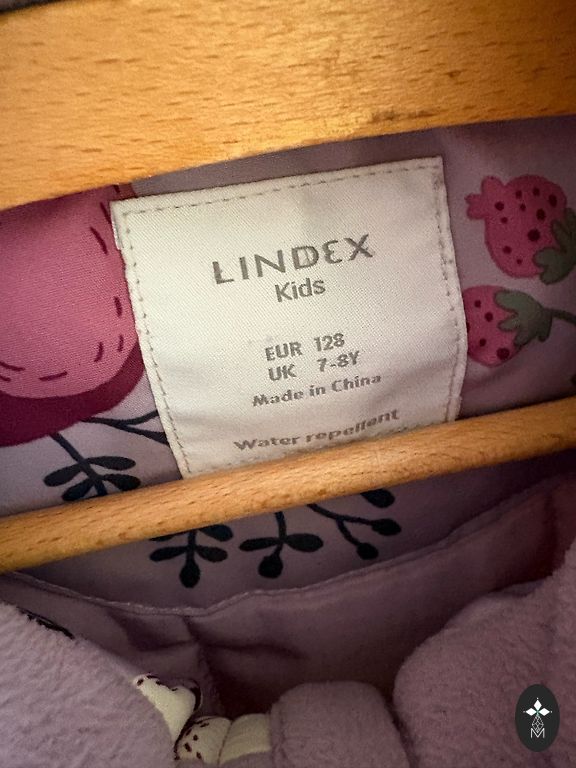 LINDEX
Kids
EUR 128
UK 7-8Y
Made in China
Water repellent